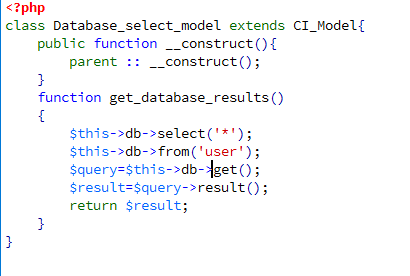 <?php
class Database_select_model extends CI_Model{
    public function __construct(){
        parent :: __construct();
    }
    function get_database_results()
    {
        $this->db->select('*');
        $this->db->from('user');
        $query=$this->db->get();
        $result=$query->result();
        return $result;
    }
}